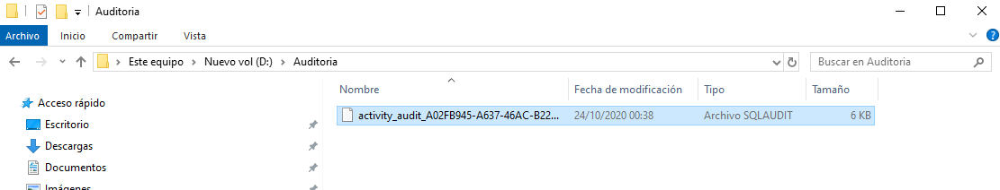 Auditoria
Archivo Inicio Compartir Vista
Este equipo Nuevo vol (D:) Auditoria Buscar en Auditoria
Nombre Fecha de modificación Tipo Tamaño
Acceso rápido
activity_audit_A02FB945-A637-46AC-B22... 24/10/2020 00:38 Archivo SQLAUDIT 6 KB
Escritorio
Descargas
Documentos
Imágenes